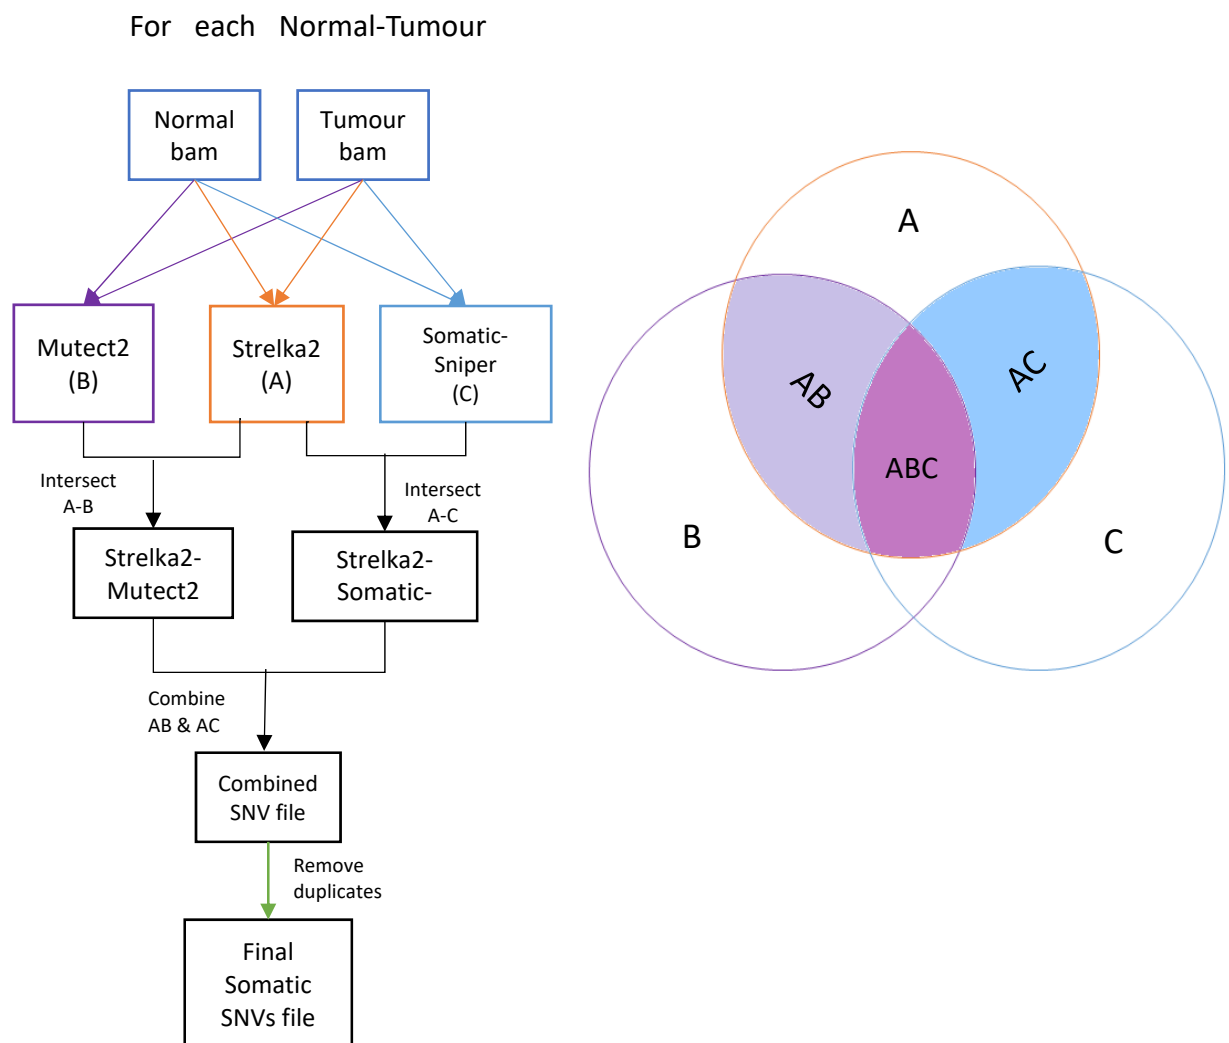 For each Normal-Tumour
Normal
bam
Tumour
bam
Mutect2
(B)
Strelka2
(A)
Somatic-
Sniper
(C)
Intersect
A-B
Intersect
A-C
Strelka2-
Mutect2
Strelka2-
Somatic-
Combine
AB & AC
Combined
SNV file
Remove
duplicates
Final
Somatic
SNVs file
A
AB
AC
ABC
B
C